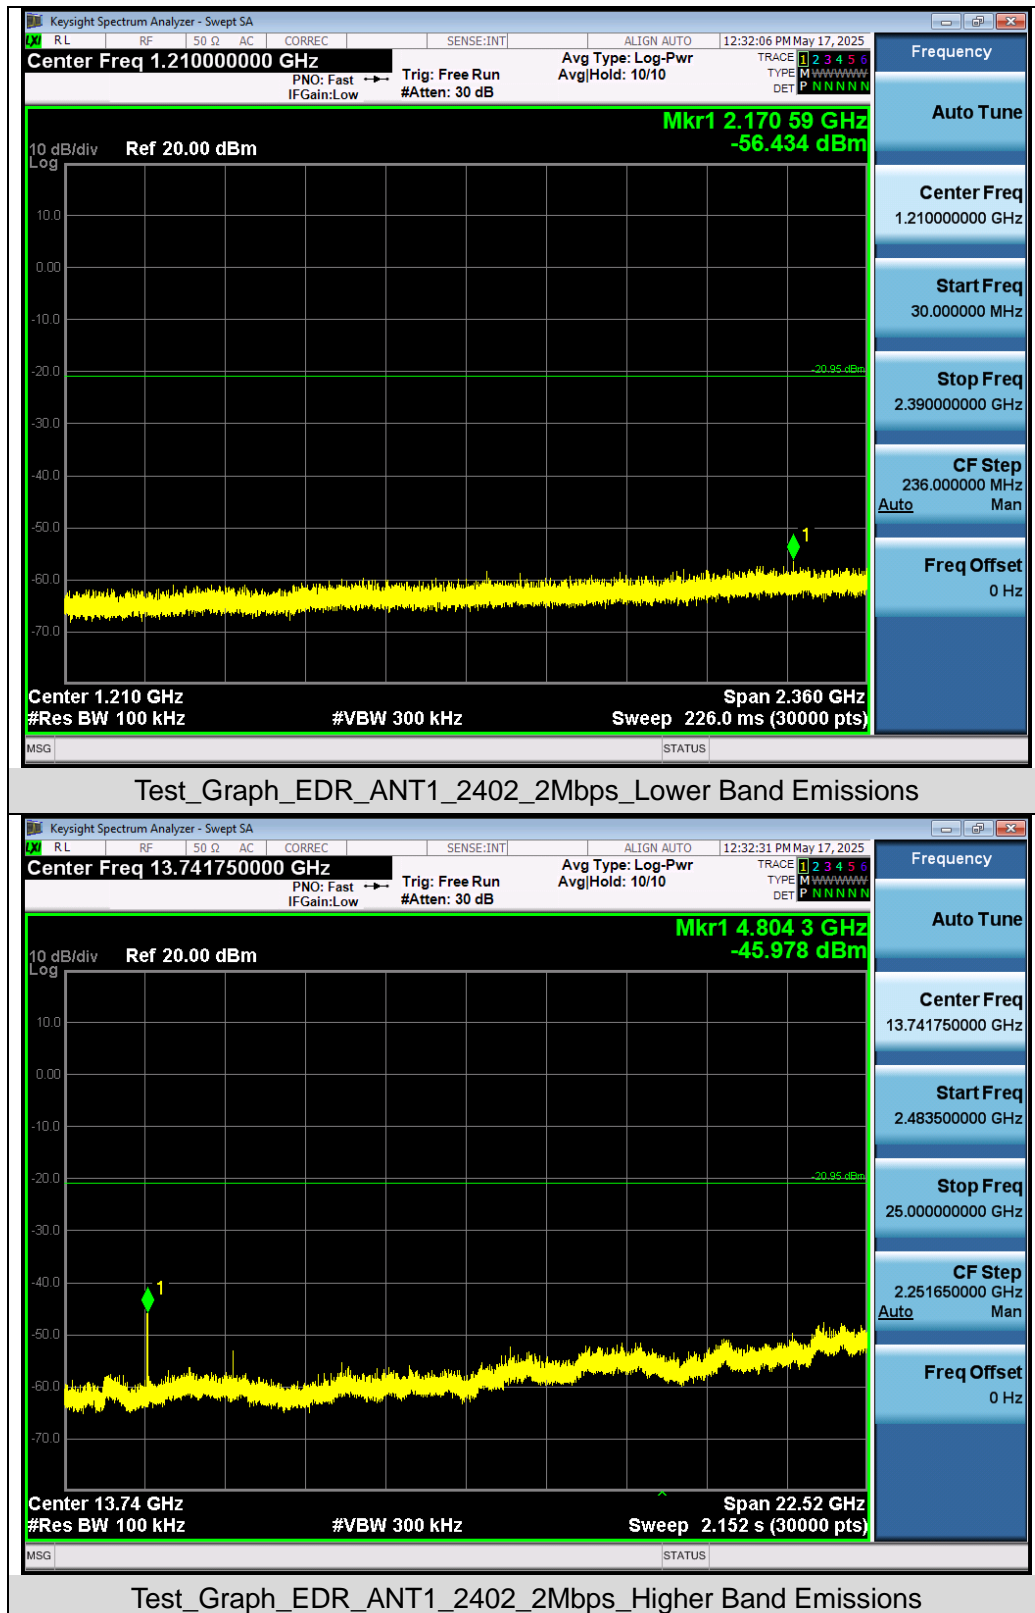 Keysight Spectrum Analyzer - Swept SA
LXI RL RF 50 Ω AC CORREC SENSE:INT ALIGN AUTO 12:32:06 PM May 17, 2025
Center Freq 1.210000000 GHz
PNO: Fast
IFGain:Low
Trig: Free Run
#Atten: 30 dB
Avg Type: Log-Pwr
Avg|Hold: 10/10
TRACE 1 2 3 4 5 6
TYPE M WWWWW
DET P N N N N N
Frequency
Auto Tune
Center Freq
1.210000000 GHz
Start Freq
30.000000 MHz
Stop Freq
2.390000000 GHz
CF Step
236.000000 MHz
Auto Man
Freq Offset
0 Hz
Mkr1 2.170 59 GHz
-56.434 dBm
10 dB/div Ref 20.00 dBm
Log
10.0
0.00
-10.0
-20.0
-20.95 dBm
-30.0
-40.0
-50.0
1
-60.0
-70.0
Center 1.210 GHz Span 2.360 GHz
#Res BW 100 kHz #VBW 300 kHz Sweep 226.0 ms (30000 pts)
MSG STATUS
Test_Graph_EDR_ANT1_2402_2Mbps_Lower Band Emissions
Keysight Spectrum Analyzer - Swept SA
LXI RL RF 50 Ω AC CORREC SENSE:INT ALIGN AUTO 12:32:31 PM May 17, 2025
Center Freq 13.741750000 GHz
PNO: Fast
IFGain:Low
Trig: Free Run
#Atten: 30 dB
Avg Type: Log-Pwr
Avg|Hold: 10/10
TRACE 1 2 3 4 5 6
TYPE M WWWWW
DET P N N N N N
Frequency
Auto Tune
Center Freq
13.741750000 GHz
Start Freq
2.483500000 GHz
Stop Freq
25.000000000 GHz
CF Step
2.251650000 GHz
Auto Man
Freq Offset
0 Hz
Mkr1 4.804 3 GHz
-45.978 dBm
10 dB/div Ref 20.00 dBm
Log
10.0
0.00
-10.0
-20.0
-20.95 dBm
-30.0
-40.0
1
-50.0
-60.0
-70.0
Center 13.74 GHz Span 22.52 GHz
#Res BW 100 kHz #VBW 300 kHz Sweep 2.152 s (30000 pts)
MSG STATUS
Test_Graph_EDR_ANT1_2402_2Mbps_Higher Band Emissions